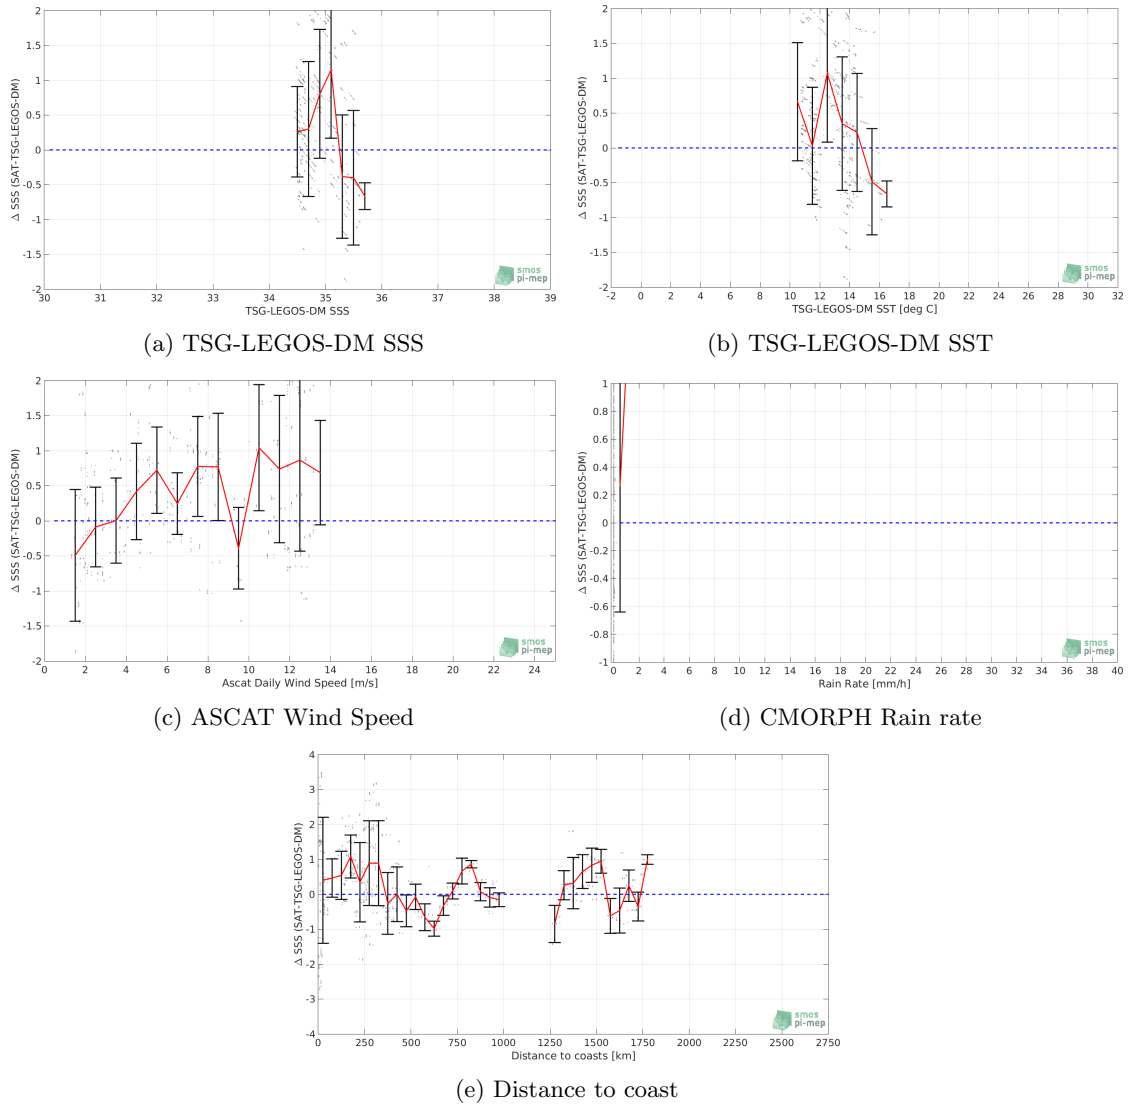 2
1.5
1
0.5
0
-0.5
-1
-1.5
-2
Δ SSS (SAT-TSG-LEGOS-DM)
30 31 32 33 34 35 36 37 38 39
TSG-LEGOS-DM SSS
smos
pi-mep
(a) TSG-LEGOS-DM SSS
2
1.5
1
0.5
0
-0.5
-1
-1.5
-2
Δ SSS (SAT-TSG-LEGOS-DM)
-2 0 2 4 6 8 10 12 14 16 18 20 22 24 26 28 30 32
TSG-LEGOS-DM SST [deg C]
smos
pi-mep
(b) TSG-LEGOS-DM SST
2
1.5
1
0.5
0
-0.5
-1
-1.5
-2
Δ SSS (SAT-TSG-LEGOS-DM)
2 4 6 8 10 12 14 16 18 20 22 24
Ascat Daily Wind Speed [m/s]
smos
pi-mep
(c) ASCAT Wind Speed
1
0.8
0.6
0.4
0.2
0
-0.2
-0.4
-0.6
-0.8
-1
Δ SSS (SAT-TSG-LEGOS-DM)
0 2 4 6 8 10 12 14 16 18 20 22 24 26 28 30 32 34 36 38 40
Rain Rate [mm/h]
smos
pi-mep
(d) CMORPH Rain rate
4
3
2
1
0
-1
-2
-3
-4
Δ SSS (SAT-TSG-LEGOS-DM)
0 250 500 750 1000 1250 1500 1750 2000 2250 2500 2750
Distance to coasts [km]
smos
pi-mep
(e) Distance to coast